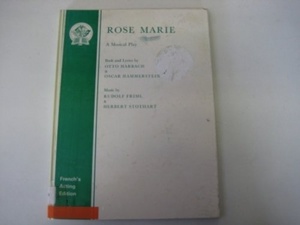 ROSE MARIE
A Musical Play
Book and Lyrics by
OTTO HARBACH
&
OSCAR HAMMERSTEIN
Music by
RUDOLF FRIML
&
HERBERT STOTHART
French's
Acting
Edition